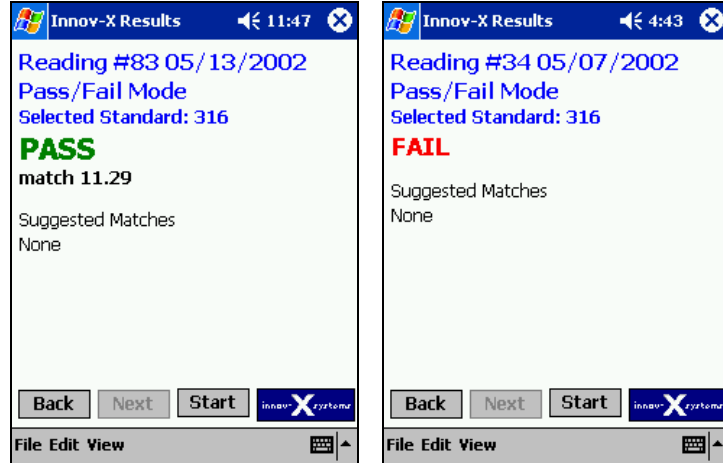 Innov-X Results 11:47
Reading #83 05/13/2002
Pass/Fail Mode
Selected Standard: 316
PASS
match 11.29
Suggested Matches
None
Back Next Start innov-X systems
File Edit View
Innov-X Results 4:43
Reading #34 05/07/2002
Pass/Fail Mode
Selected Standard: 316
FAIL
Suggested Matches
None
Back Next Start innov-X systems
File Edit View